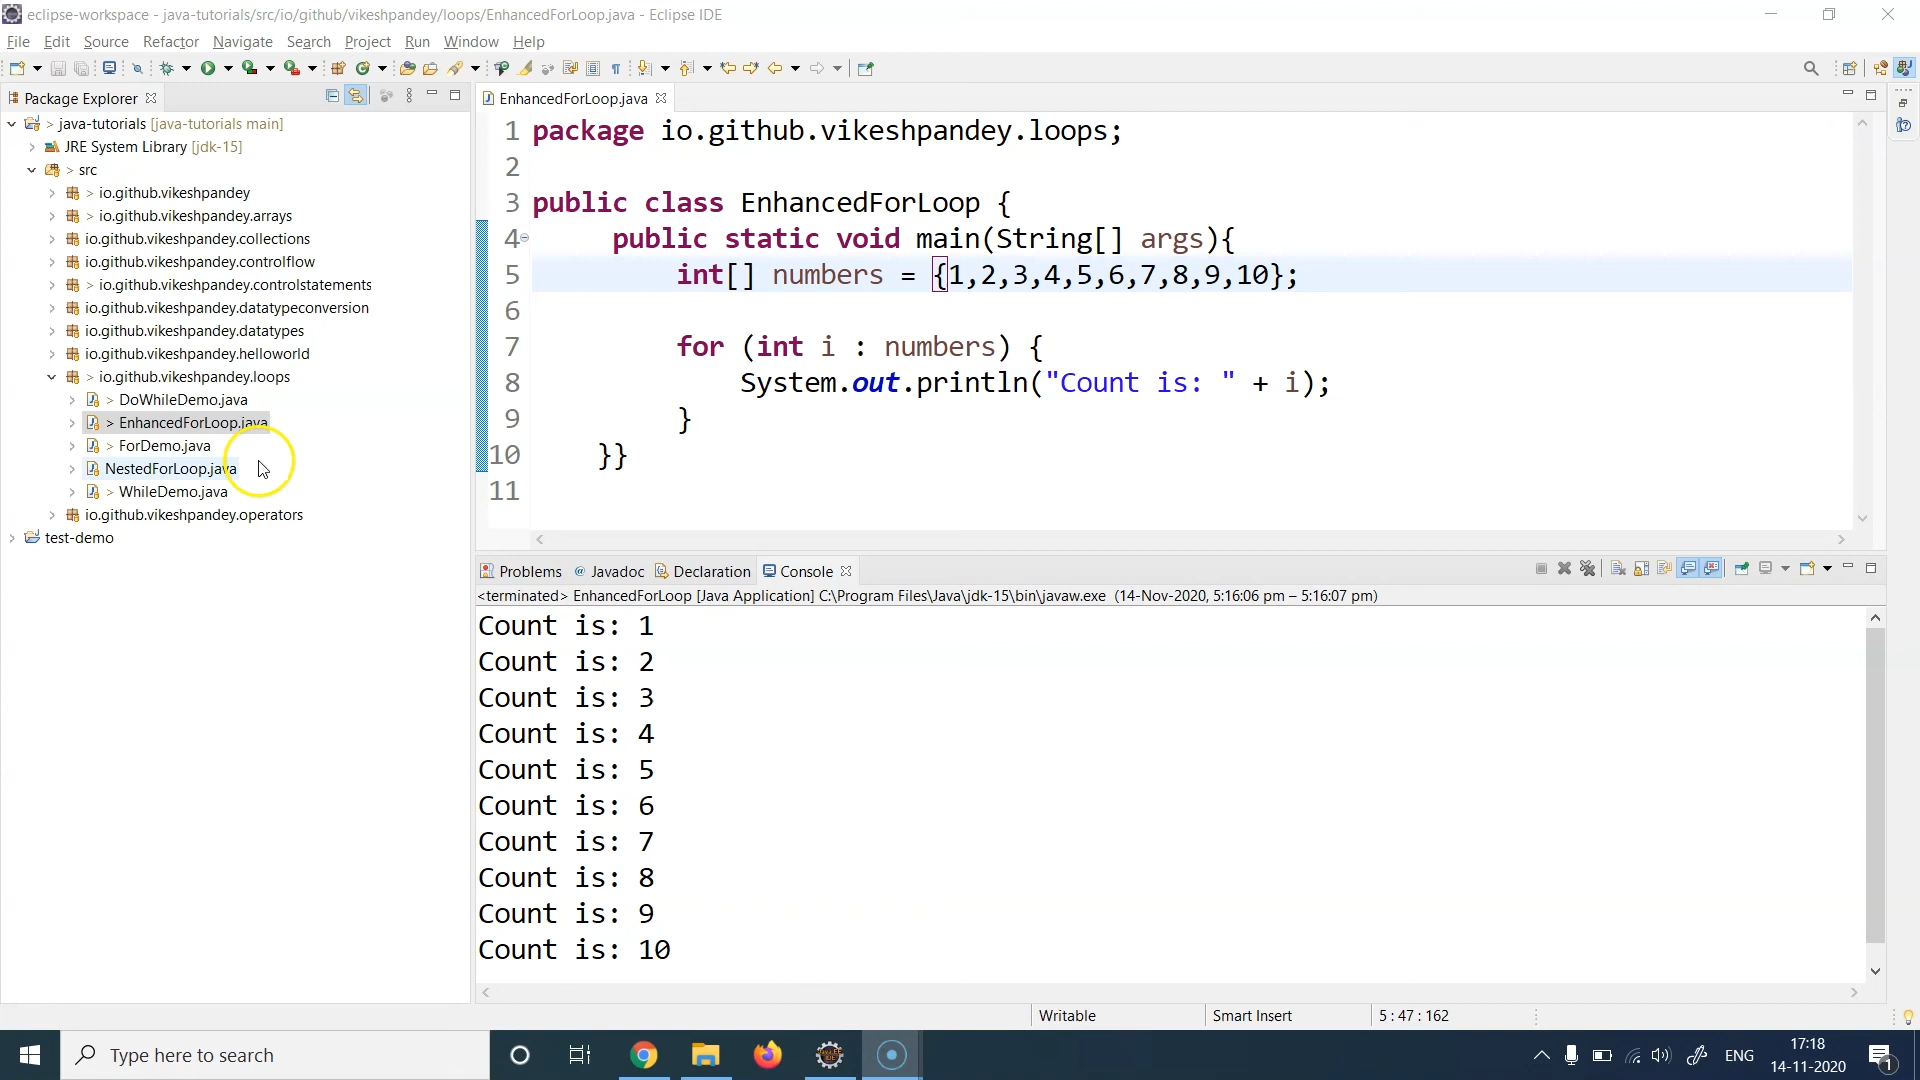 eclipse-workspace - java-tutorials/src/io/github/vikeshpandey/loops/EnhancedForLoop.java - Eclipse IDE
File Edit Source Refactor Navigate Search Project Run Window Help
Package Explorer
> java-tutorials [java-tutorials main]
JRE System Library [jdk-15]
> src
> io.github.vikeshpandey
> io.github.vikeshpandey.arrays
io.github.vikeshpandey.collections
io.github.vikeshpandey.controlflow
> io.github.vikeshpandey.controlstatements
io.github.vikeshpandey.datatypeconversion
io.github.vikeshpandey.datatypes
io.github.vikeshpandey.helloworld
> io.github.vikeshpandey.loops
> DoWhileDemo.java
> EnhancedForLoop.java
> ForDemo.java
NestedForLoop.java
> WhileDemo.java
io.github.vikeshpandey.operators
test-demo
EnhancedForLoop.java
1 package io.github.vikeshpandey.loops;
2
3 public class EnhancedForLoop {
4 public static void main(String[] args){
5 int[] numbers = {1,2,3,4,5,6,7,8,9,10};
6
7 for (int i : numbers) {
8 System.out.println("Count is: " + i);
9 }
10 }}
11
Problems @ Javadoc Declaration Console
<terminated> EnhancedForLoop [Java Application] C:\Program Files\Java\jdk-15\bin\javaw.exe (14-Nov-2020, 5:16:06 pm – 5:16:07 pm)
Count is: 1
Count is: 2
Count is: 3
Count is: 4
Count is: 5
Count is: 6
Count is: 7
Count is: 8
Count is: 9
Count is: 10
Writable Smart Insert 5 : 47 : 162
Type here to search
ENG
17:18
14-11-2020
1